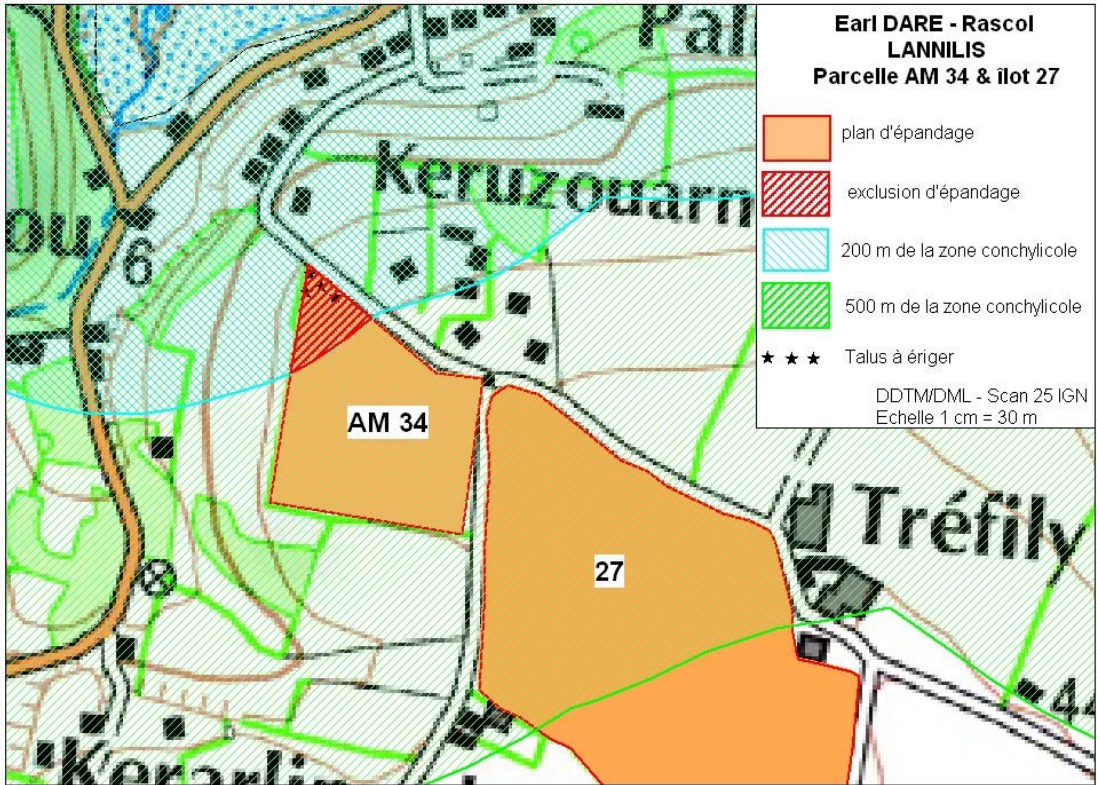 Earl DARE - Rascol
LANNILIS
Parcelle AM 34 & îlot 27
plan d'épandage
exclusion d'épandage
200 m de la zone conchylicole
500 m de la zone conchylicole
Talus à ériger
DDTM/DML - Scan 25 IGN
Echelle 1 cm = 30 m
Keruzouarn
6
AM 34
27
Tréfily
44